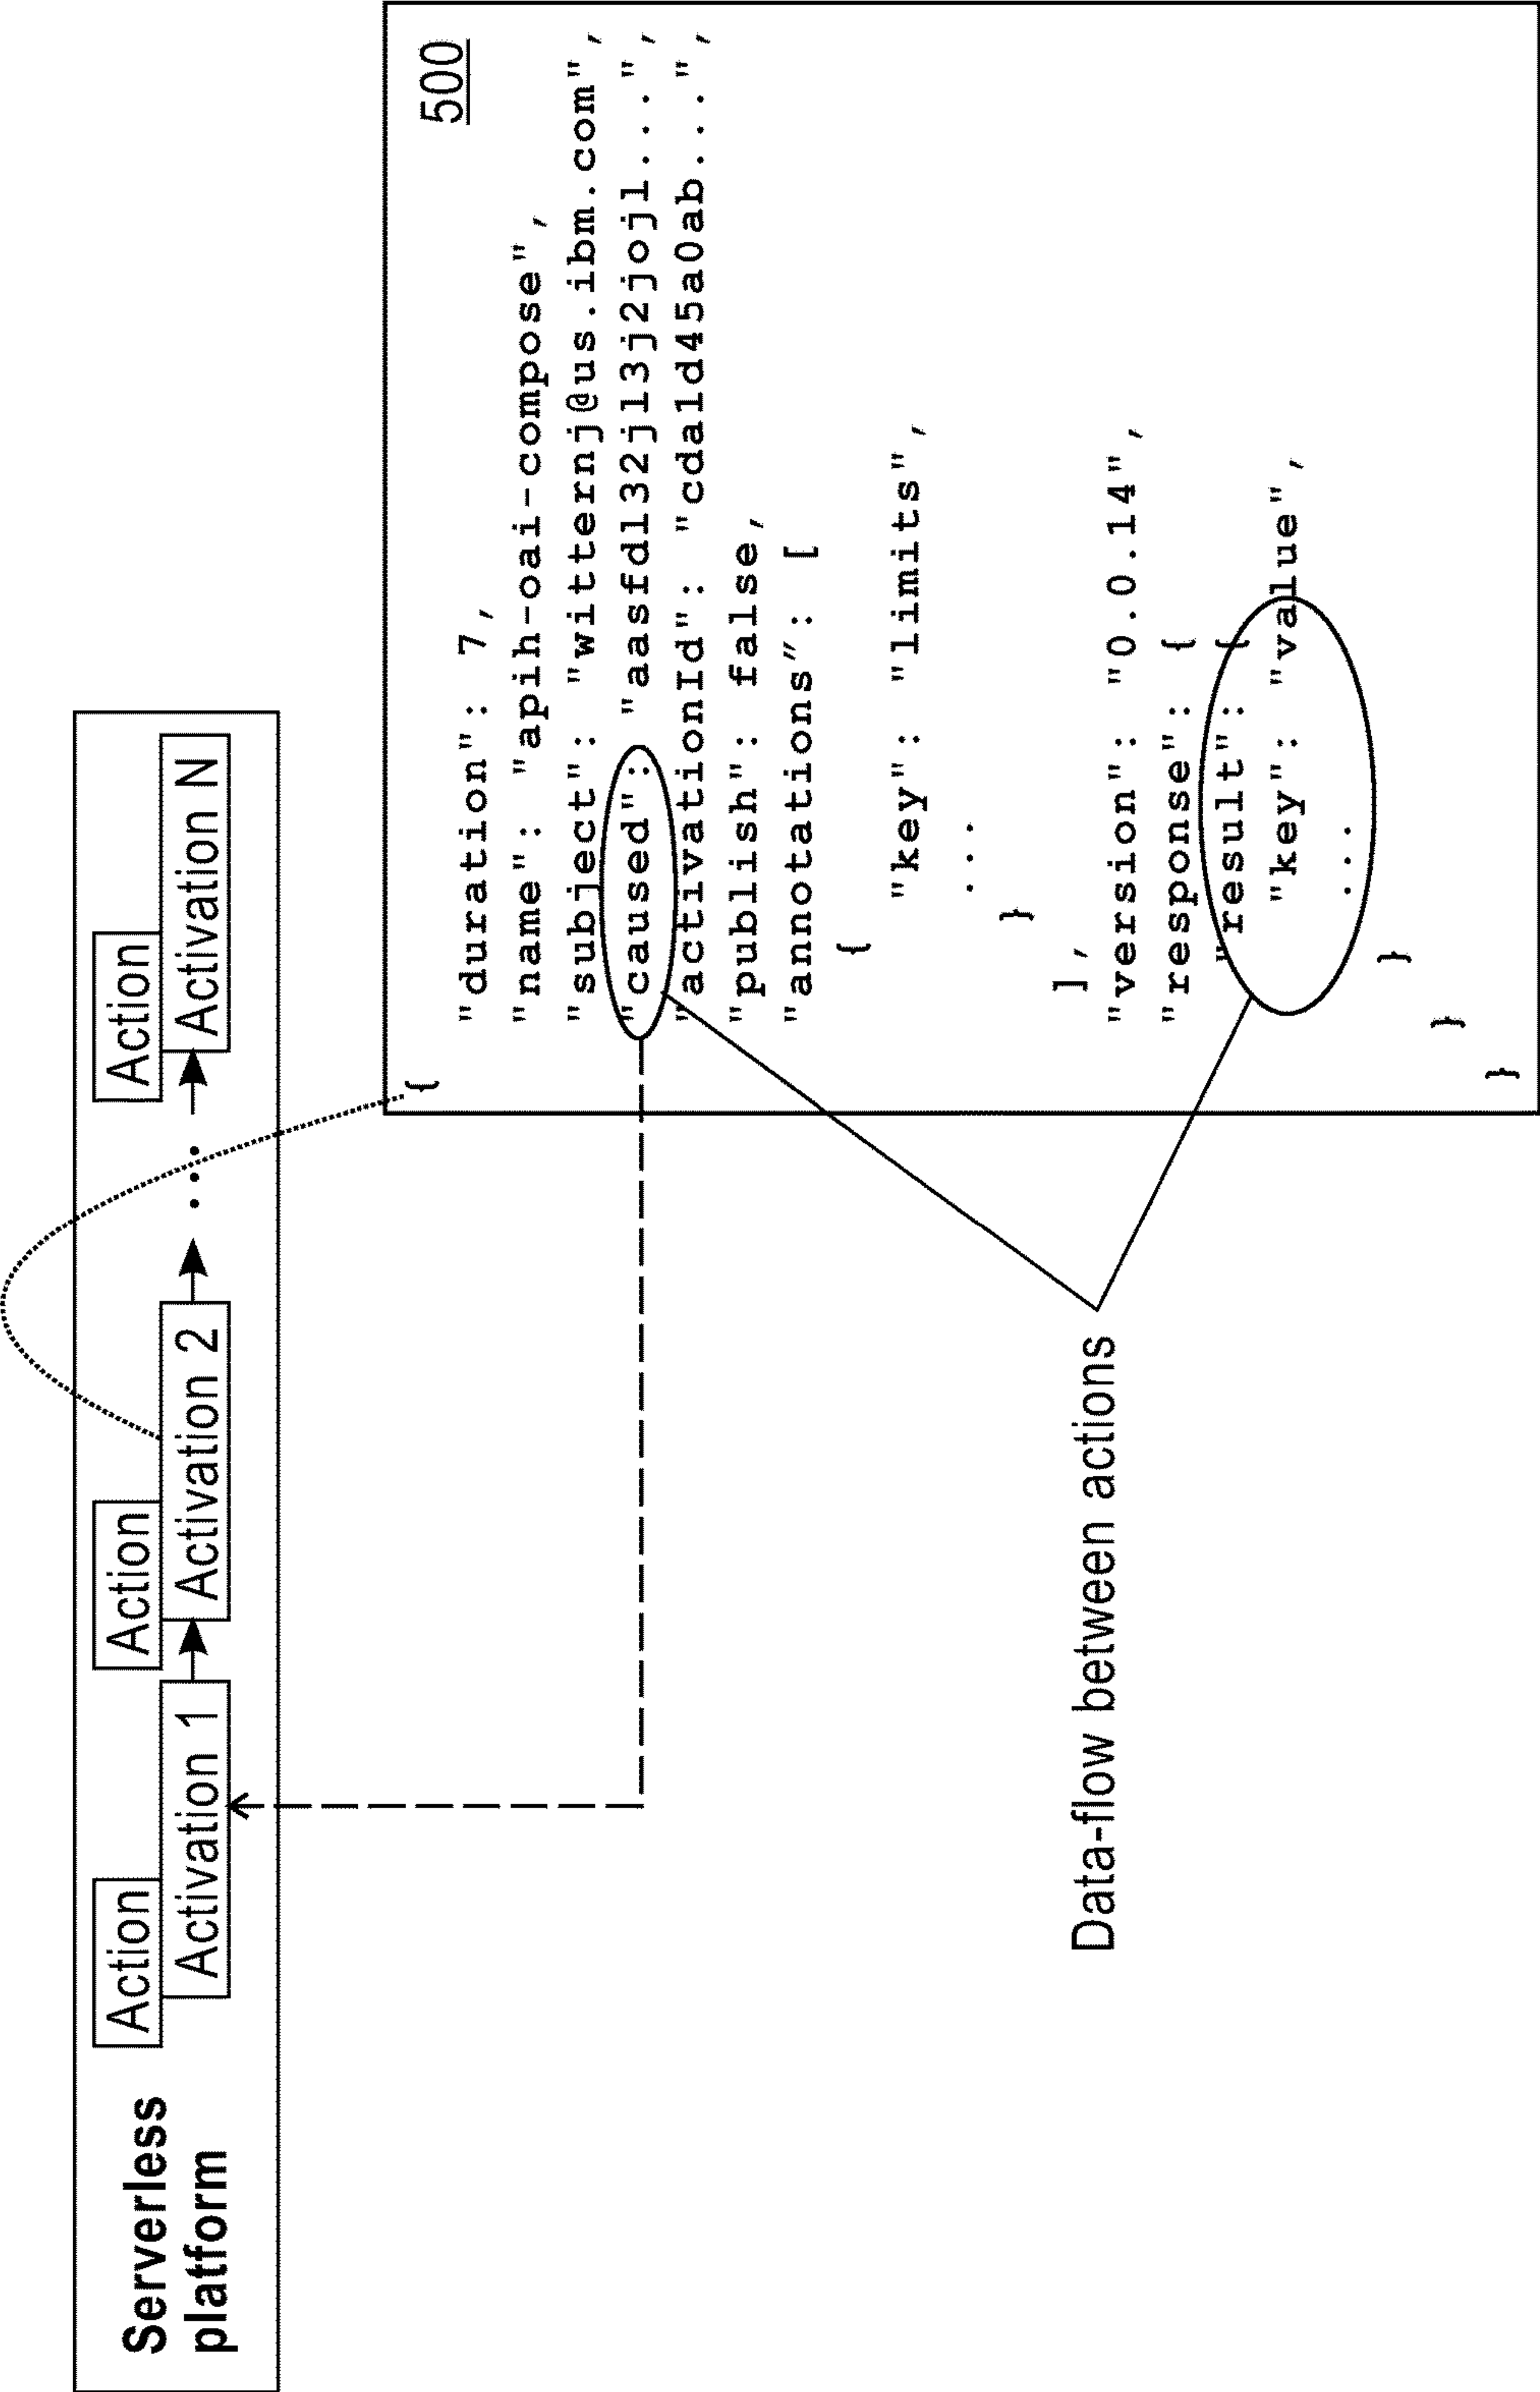 Serverless
platform
Action
Activation 1
Action
Activation 2
...
Action
Activation N
500
{
"duration": 7,
"name": "apih-oai-compose",
"subject": "witternj@us.ibm.com",
"caused": "aasfdl32jl3j2jojl...",
"activationId": "cda1d45a0ab...",
"publish": false,
"annotations": [
{
"key": "limits",
...
}
],
"version": "0.0.14",
"response": {
"result": {
"key": "value",
...
}
}
}
Data-flow between actions